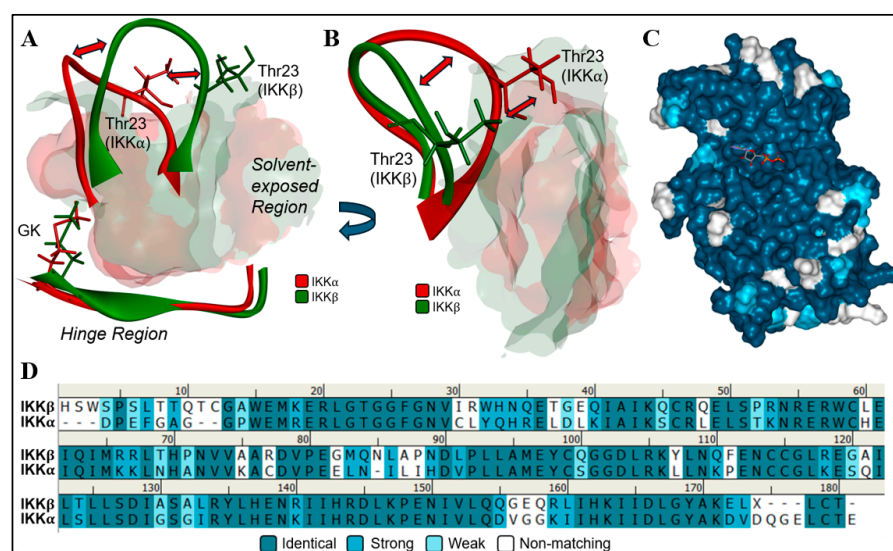 A
Thr23
(IKKβ)
Thr23
(IKKα)
Solvent-
exposed
Region
GK
IKKα
IKKβ
Hinge Region
B
Thr23
(IKKα)
Thr23
(IKKβ)
IKKα
IKKβ
C
D
10 20 30 40 50 60
IKKβ HSWSPSLTTQTCGAWEMKERLGTGGFGNVIRWHNQETGEQIAIKQCRQELSPRNRERWCLE
IKKα ---DPEFGAG--GPWEMRERLGTGGFGNVCLYQHRELDLKIAIKSCRLELSTKNRERWCHE
70 80 90 100 110 120
IKKβ IQIMRRLTHPNVVAARDVPEGMQNLAPNDLPLLAMEYCQGGDLRKYLNQFENCCGLREGAI
IKKα IQIMKKLNHANVVKACDVPEELN-ILIHDVPLLAMEYCSGGDLRKLLNKPENCCGLKESQI
130 140 150 160 170 180
IKKβ LTLLSDIASALRYLHENRIIHRDLKPENIVLQQGEQRLIHKIIDLGYAKELX---LCT-
IKKα LSLLSDIGSGIRYLHENKIIHRDLKPENIVLQDVGGKIIHKIIDLGYAKDVDQGELCTE
Identical Strong Weak Non-matching